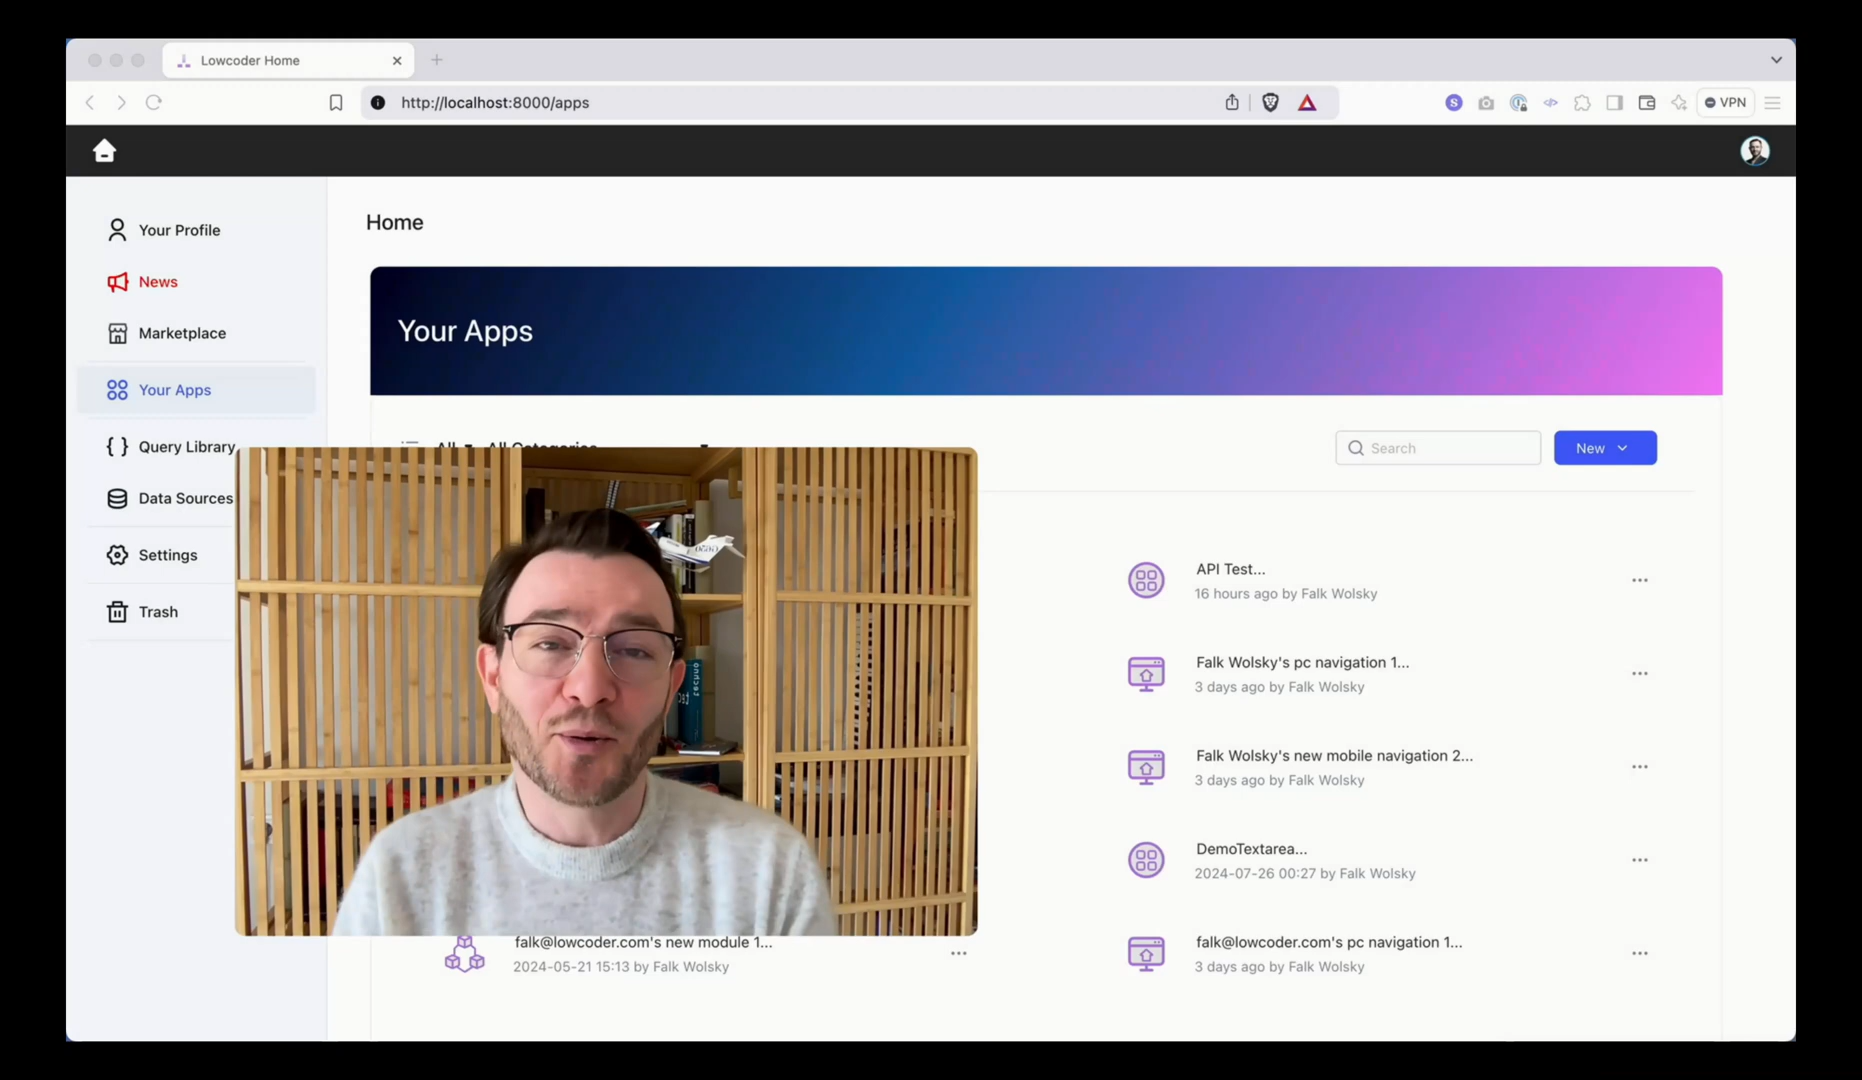 Lowcoder Home
http://localhost:8000/apps
VPN
Your Profile
News
Marketplace
Your Apps
Query Library
Data Sources
Settings
Trash
Home
Your Apps
All All Categories
Search
New
API Test...
16 hours ago by Falk Wolsky
Falk Wolsky's pc navigation 1...
3 days ago by Falk Wolsky
Falk Wolsky's new mobile navigation 2...
3 days ago by Falk Wolsky
DemoTextarea...
2024-07-26 00:27 by Falk Wolsky
falk@lowcoder.com's new module 1...
2024-05-21 15:13 by Falk Wolsky
falk@lowcoder.com's pc navigation 1...
3 days ago by Falk Wolsky